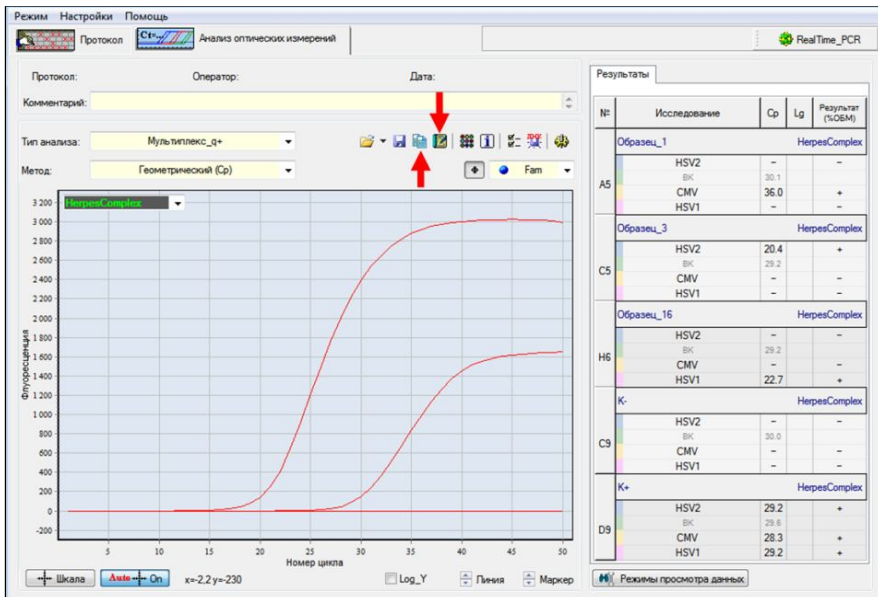 Режим Настройки Помощь
Протокол
Ct=... Анализ оптических измерений
RealTime_PCR
Протокол: Оператор: Дата:
Комментарий:
Тип анализа: Мультиплекс_q+
Метод: Геометрический (Cp) Fam
HerpesComplex
3 200
3 000
2 800
2 600
2 400
2 200
2 000
1 800
1 600
1 400
1 200
1 000
800
600
400
200
0
-200
Флуоресценция
5 10 15 20 25 30 35 40 45 50
Номер цикла
Шкала Auto On x=-2,2 y=-230 Log_Y Линия Маркер
Результаты
№ Исследование Cp Lg Результат (%ОБМ)
Образец_1 HerpesComplex
A5
HSV2 - -
ВК 30.1
CMV 36.0 +
HSV1 - -
Образец_3 HerpesComplex
C5
HSV2 20.4 +
ВК 29.2
CMV - -
HSV1 - -
Образец_16 HerpesComplex
H6
HSV2 - -
ВК 29.2
CMV - -
HSV1 22.7 +
К- HerpesComplex
C9
HSV2 - -
ВК 30.0
CMV - -
HSV1 - -
К+ HerpesComplex
D9
HSV2 29.2 +
ВК 29.6
CMV 28.3 +
HSV1 29.2 +
Режимы просмотра данных